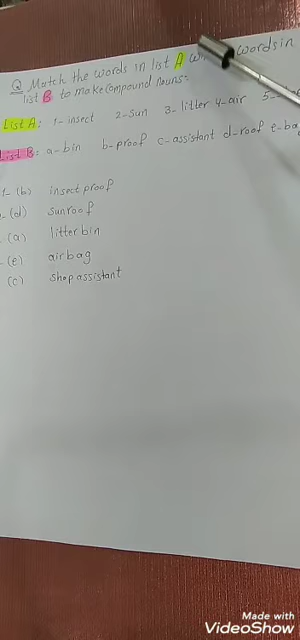 Q Match the words in list A words in
list B to make compound nouns:
List A: 1- insect 2- sun 3- litter 4- air 5-
List B: a- bin b- proof c- assistant d- roof e- bag
1- (b) insect proof
- (d) sunroof
- (a) litter bin
- (e) airbag
(c) shop assistant
Made with
VideoShow